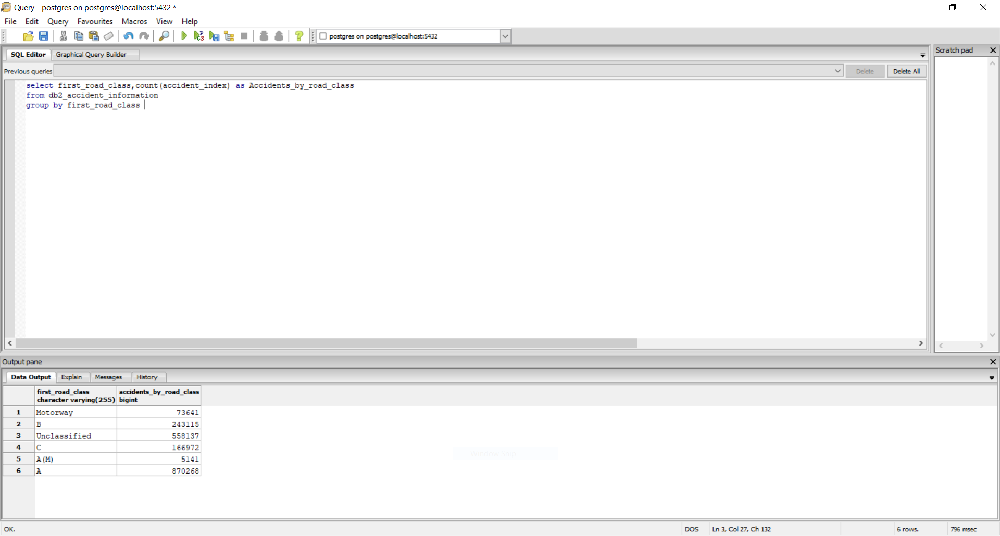 Query - postgres on postgres@localhost:5432 *
File Edit Query Favourites Macros View Help
postgres on postgres@localhost:5432
SQL Editor Graphical Query Builder
Scratch pad
Previous queries Delete Delete All
select first_road_class,count(accident_index) as Accidents_by_road_class
from db2_accident_information
group by first_road_class
Output pane
Data Output Explain Messages History
first_road_class accidents_by_road_class
character varying(255) bigint
1 Motorway 73641
2 B 243115
3 Unclassified 558137
4 C 166972
Window Snip
5 A(M) 5141
6 A 870268
OK. DOS Ln 3, Col 27, Ch 132 6 rows. 796 msec